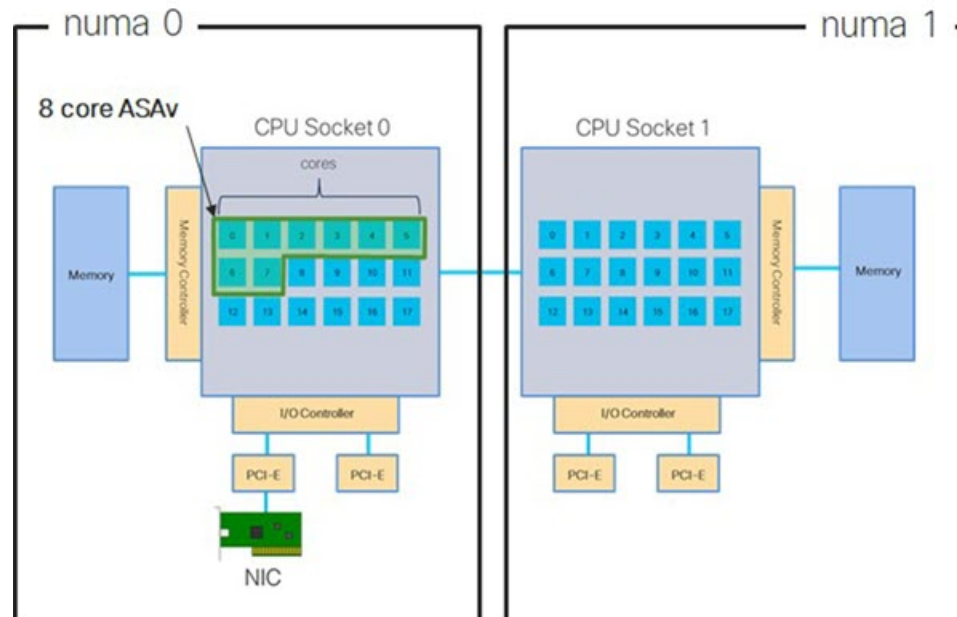 numa 0
numa 1
8 core ASAv
CPU Socket 0
CPU Socket 1
cores
0 1 2 3 4 5
6 7 8 9 10 11
12 13 14 15 16 17
0 1 2 3 4 5
6 7 8 9 10 11
12 13 14 15 16 17
Memory
Memory Controller
Memory Controller
Memory
I/O Controller
I/O Controller
PCI-E
PCI-E
PCI-E
PCI-E
NIC